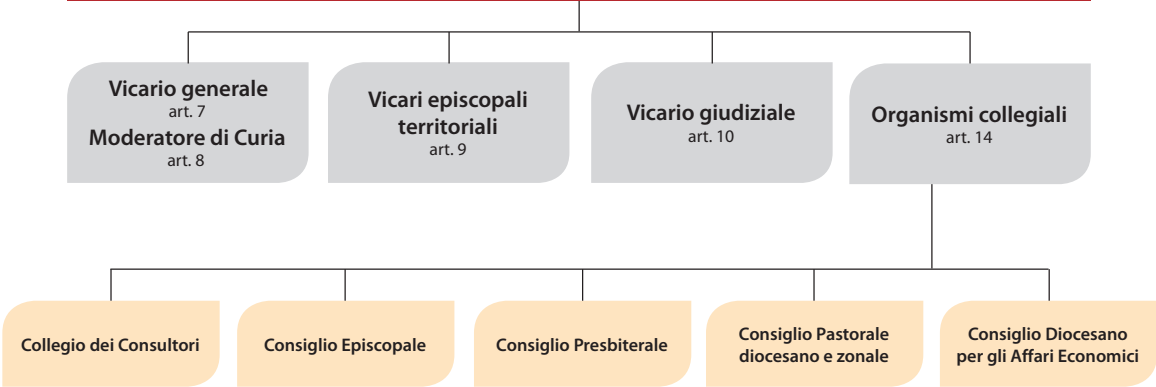 Vicario generale
art. 7
Moderatore di Curia
art. 8
Vicari episcopali
territoriali
art. 9
Vicario giudiziale
art. 10
Organismi collegiali
art. 14
Collegio dei Consultori
Consiglio Episcopale
Consiglio Presbiterale
Consiglio Pastorale
diocesano e zonale
Consiglio Diocesano
per gli Affari Economici